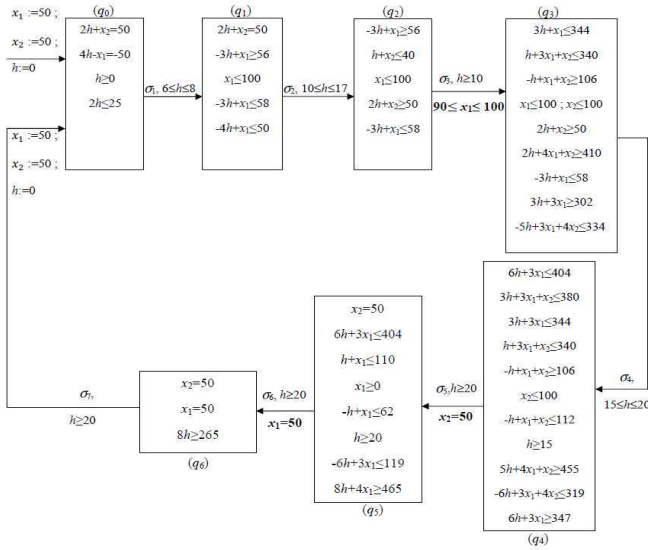 x₁ :=50 ;
x₂ :=50 ;
h:=0
(q₀)
2h+x₂=50
4h-x₁=-50
h≥0
2h≤25
σ₁, 6≤h≤8
(q₁)
2h+x₂=50
-3h+x₁≥56
x₁≤100
-3h+x₁≤58
-4h+x₁≤50
σ₂, 10≤h≤17
(q₂)
-3h+x₁≥56
h+x₂≤40
x₁≤100
2h+x₂≥50
-3h+x₁≤58
σ₃, h≥10
90≤ x₁≤ 100
(q₃)
3h+x₁≤344
h+3x₁+x₂≤340
-h+x₁+x₂≥106
x₁≤100 ; x₂≤100
2h+x₂≥50
2h+4x₁+x₂≥410
-3h+x₁≤58
3h+3x₁≥302
-5h+3x₁+4x₂≤334
σ₄,
15≤h≤20
6h+3x₁≤404
3h+3x₁+x₂≤380
3h+3x₁≤344
h+3x₁+x₂≤340
-h+x₁+x₂≥106
x₂≤100
-h+x₁+x₂≤112
h≥15
5h+4x₁+x₂≥455
-6h+3x₁+4x₂≤319
6h+3x₁≥347
(q₄)
σ₅,h≥20
x₂=50
x₂=50
6h+3x₁≤404
h+x₁≤110
x₁≥0
-h+x₁≤62
h≥20
-6h+3x₁≤119
8h+4x₁≥465
(q₅)
σ₆, h≥20
x₁=50
x₂=50
x₁=50
8h≥265
(q₆)
σ₇,
h≥20
x₁ :=50 ;
x₂ :=50 ;
h:=0